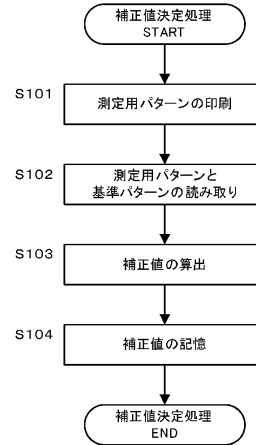 補正値決定処理
START
S101
測定用パターンの印刷
S102
測定用パターンと
基準パターンの読み取り
S103
補正値の算出
S104
補正値の記憶
補正値決定処理
END